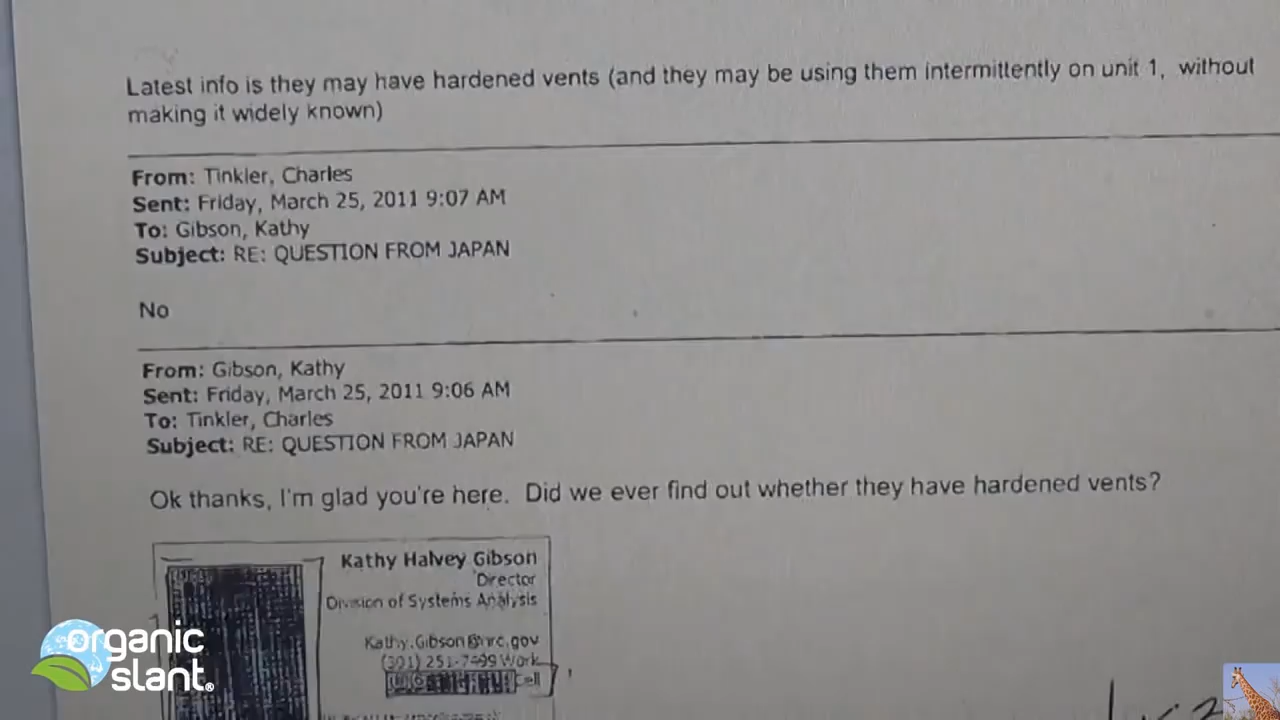 Latest info is they may have hardened vents (and they may be using them intermittently on unit 1, without
making it widely known)
From: Tinkler, Charles
Sent: Friday, March 25, 2011 9:07 AM
To: Gibson, Kathy
Subject: RE: QUESTION FROM JAPAN
No
From: Gibson, Kathy
Sent: Friday, March 25, 2011 9:06 AM
To: Tinkler, Charles
Subject: RE: QUESTION FROM JAPAN
Ok thanks, I'm glad you're here. Did we ever find out whether they have hardened vents?
Kathy Halvey Gibson
Director
Division of Systems Analysis
Kathy.Gibson@nrc.gov
(301) 251-7499 Work
Cell
organic
slant®